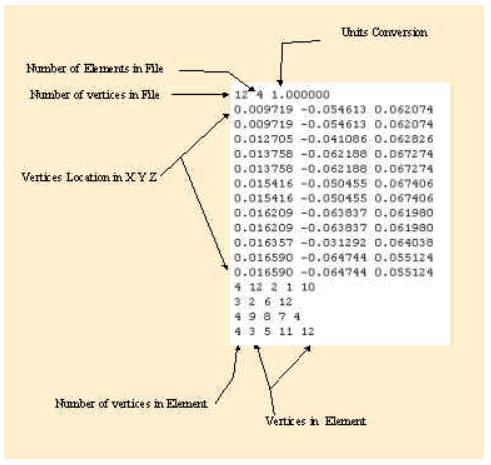 Units Conversion
Number of Elements in File
Number of vertices in File
12 4 1.000000
0.009719 -0.054613 0.062074
0.009719 -0.054613 0.062074
0.012705 -0.041086 0.062826
0.013758 -0.062188 0.067274
0.013758 -0.062188 0.067274
0.015416 -0.050455 0.067406
0.015416 -0.050455 0.067406
0.016209 -0.063837 0.061980
0.016209 -0.063837 0.061980
0.016357 -0.031292 0.064038
0.016590 -0.064744 0.055124
0.016590 -0.064744 0.055124
4 12 2 1 10
3 2 6 12
4 9 8 7 4
4 3 5 11 12
Vertices Location in X Y Z
Number of vertices in Element
Vertices in Element